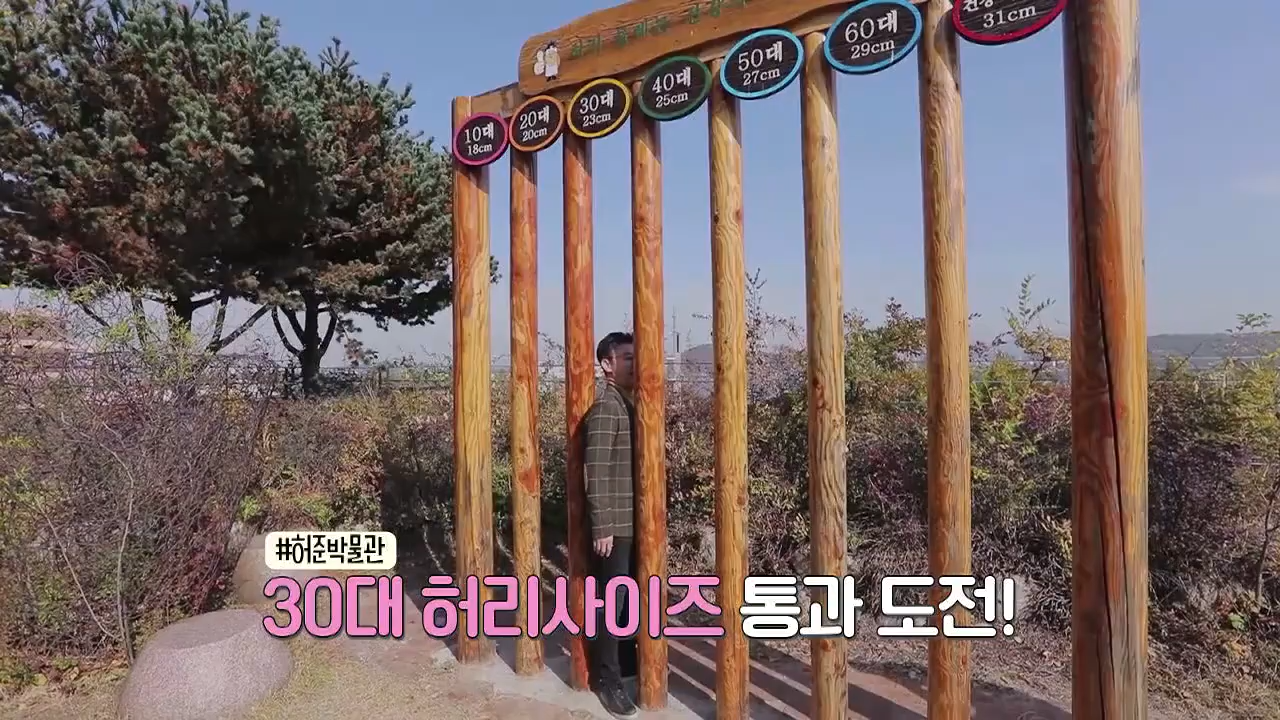 10대
18cm
20대
20cm
30대
23cm
40대
25cm
50대
27cm
60대
29cm
31cm
#허준박물관
30대 허리사이즈 통과 도전!